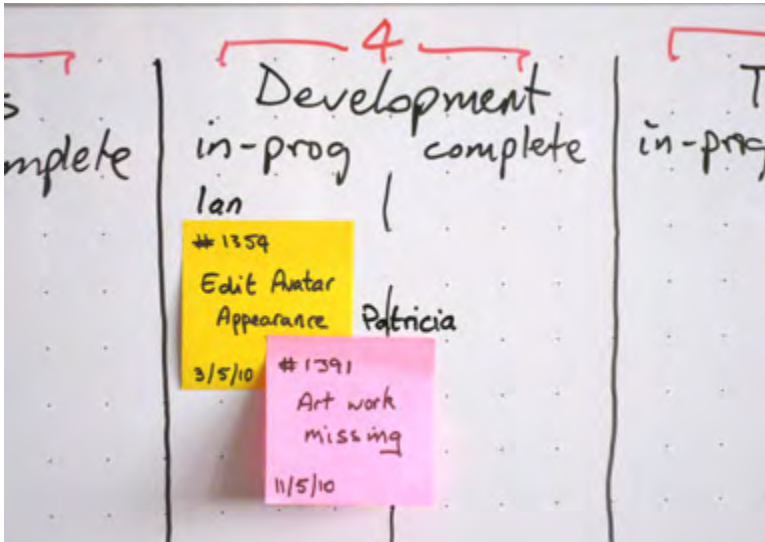 4
Development
mplete
in-prog complete
in-prog
Ian
# 1354
Edit Avatar
Appearance
3/5/10
Patricia
# 1391
Art work
missing
11/5/10